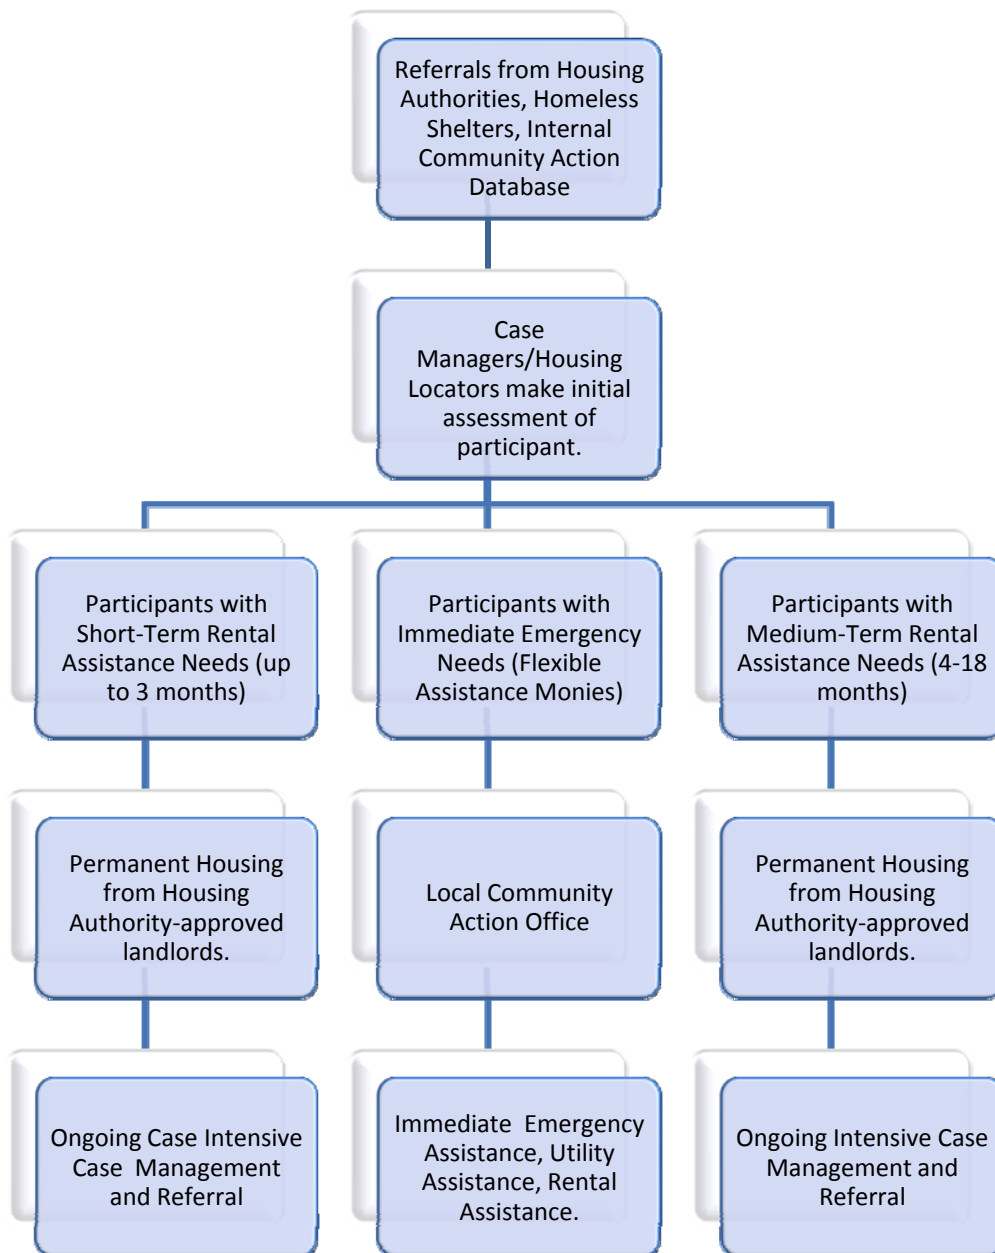 Referrals from Housing
Authorities, Homeless
Shelters, Internal
Community Action
Database
Case
Managers/Housing
Locators make initial
assessment of
participant.
Participants with
Short-Term Rental
Assistance Needs (up
to 3 months)
Participants with
Immediate Emergency
Needs (Flexible
Assistance Monies)
Participants with
Medium-Term Rental
Assistance Needs (4-18
months)
Permanent Housing
from Housing
Authority-approved
landlords.
Local Community
Action Office
Permanent Housing
from Housing
Authority-approved
landlords.
Ongoing Case Intensive
Case Management
and Referral
Immediate Emergency
Assistance, Utility
Assistance, Rental
Assistance.
Ongoing Intensive Case
Management and
Referral